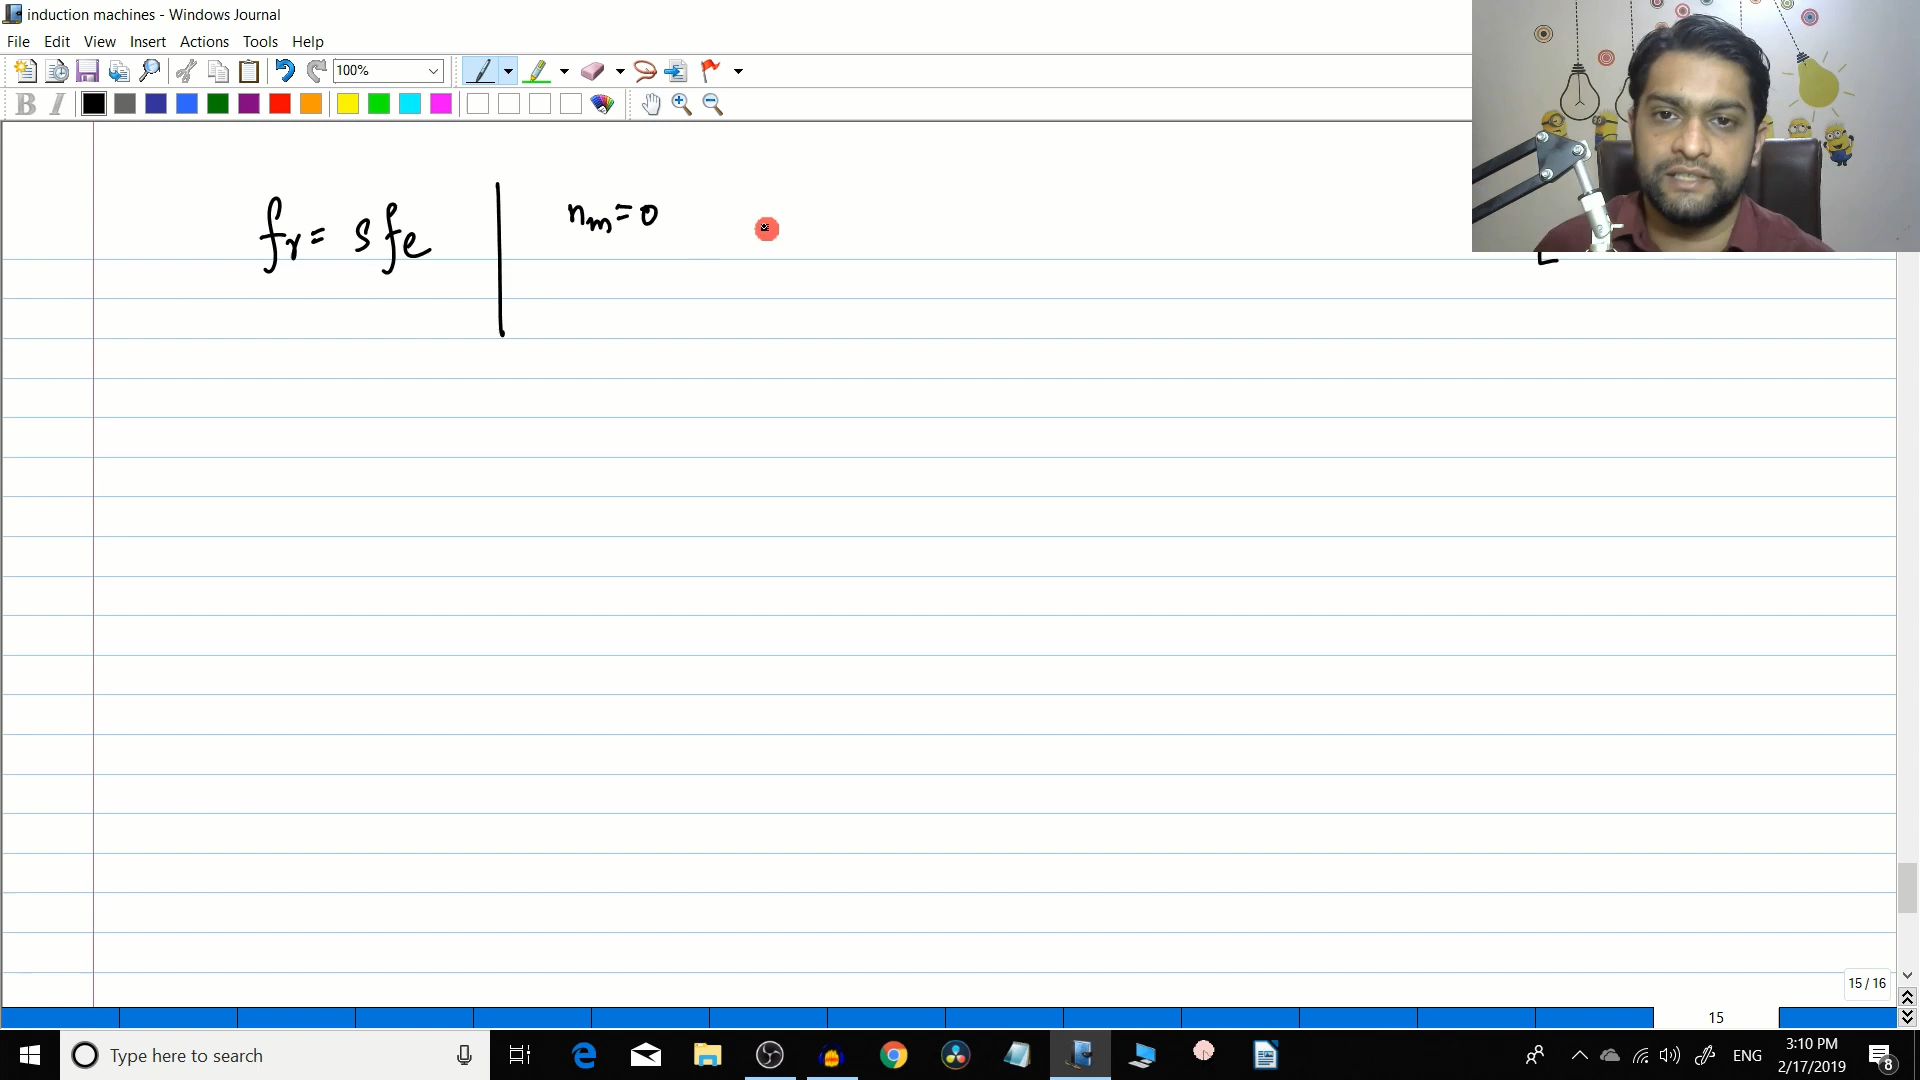 induction machines - Windows Journal
File Edit View Insert Actions Tools Help
100%
B I
fr = s fe
nm = 0
15 / 16
15
Type here to search
ENG
3:10 PM
2/17/2019
8